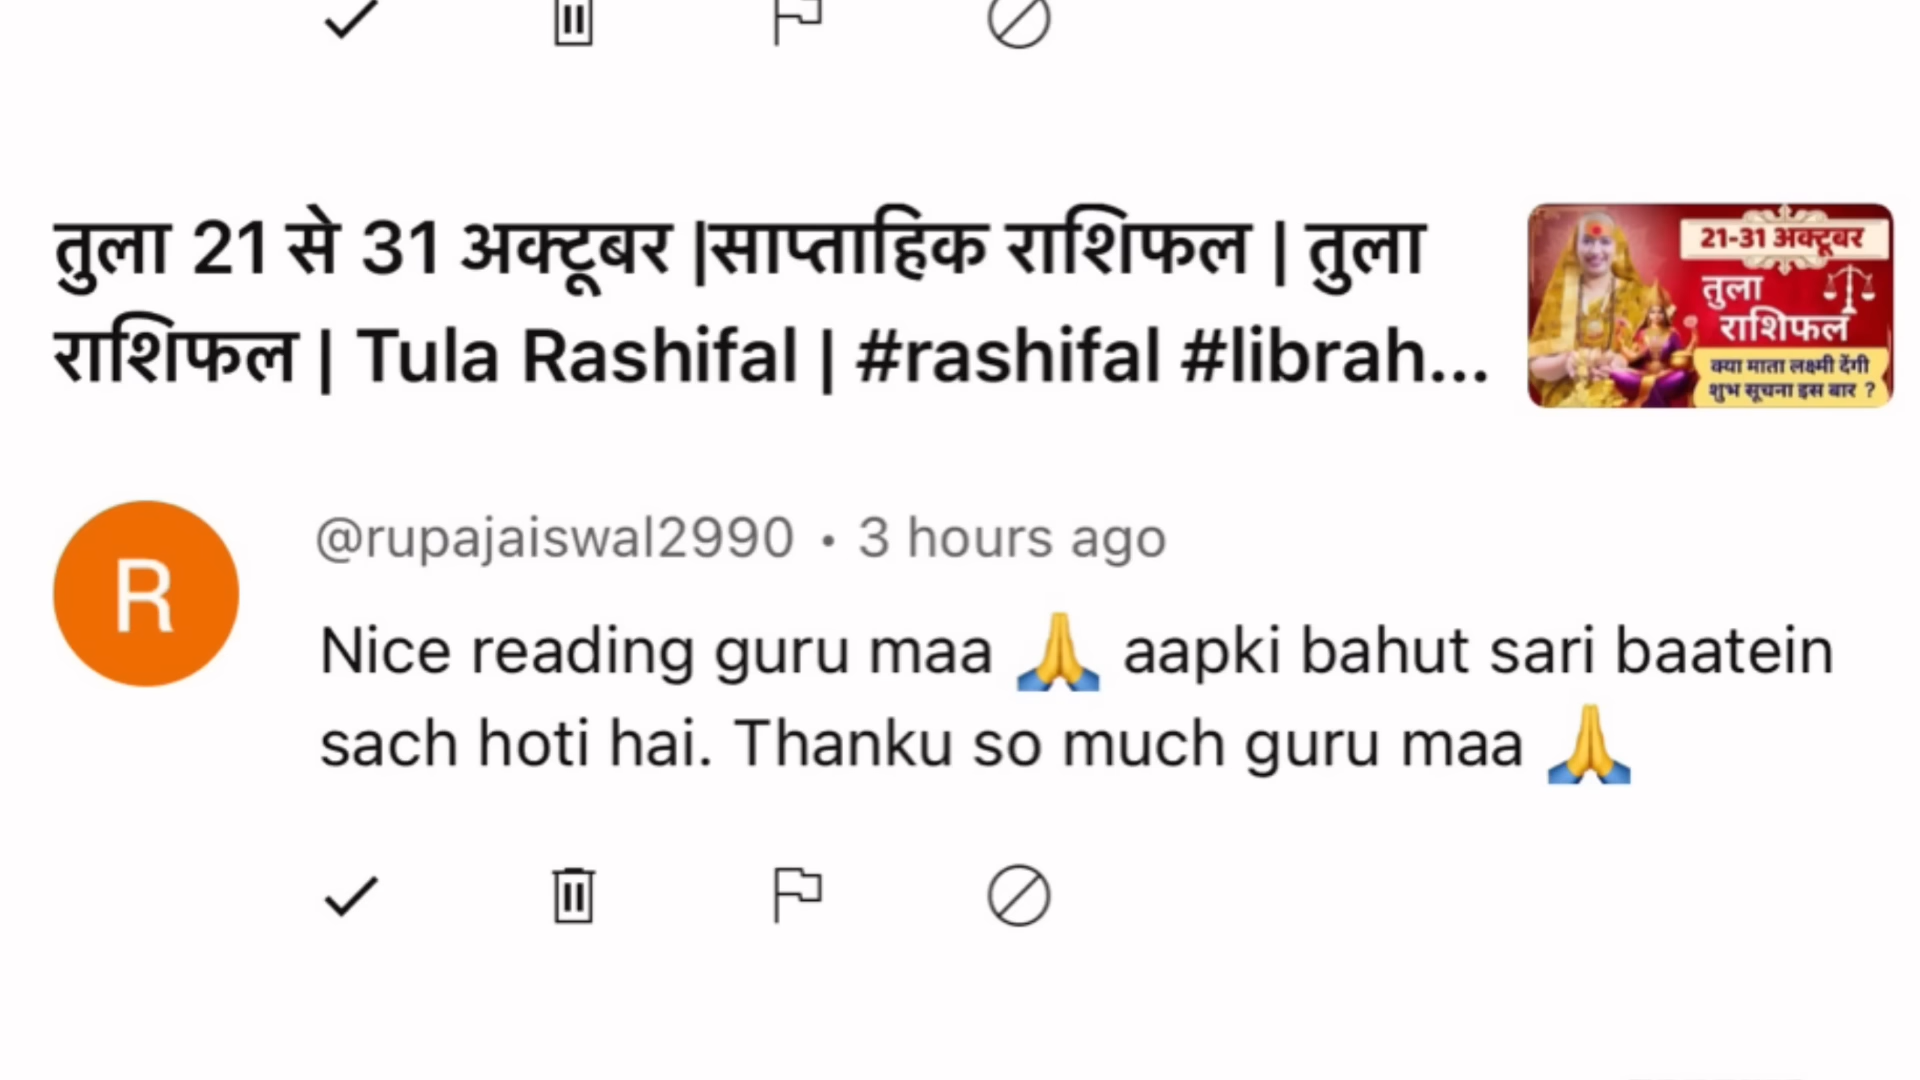 तुला 21 से 31 अक्टूबर |साप्ताहिक राशिफल | तुला
राशिफल | Tula Rashifal | #rashifal #librah...
21-31 अक्टूबर
तुला
राशिफल
क्या माता लक्ष्मी देंगी
शुभ सूचना इस बार ?
R
@rupajaiswal2990 • 3 hours ago
Nice reading guru maa 🙏 aapki bahut sari baatein
sach hoti hai. Thanku so much guru maa 🙏